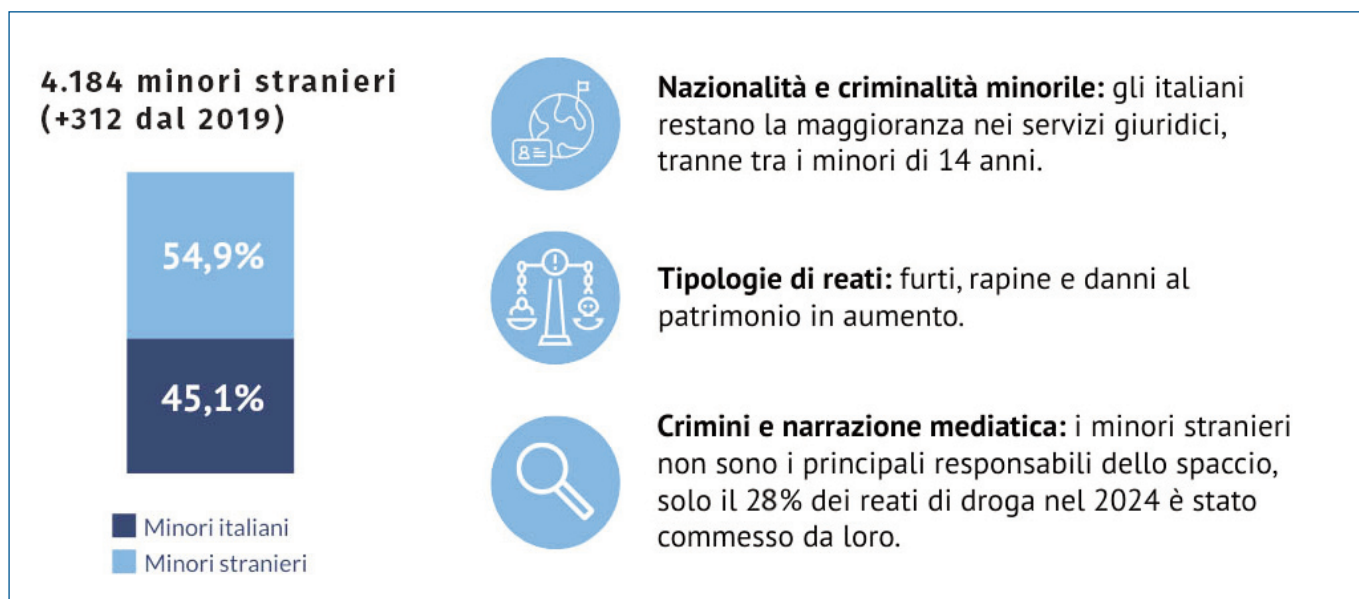 4.184 minori stranieri
(+312 dal 2019)
54,9%
45,1%
Minori italiani
Minori stranieri
Nazionalità e criminalità minorile: gli italiani
restano la maggioranza nei servizi giuridici,
tranne tra i minori di 14 anni.
Tipologie di reati: furti, rapine e danni al
patrimonio in aumento.
Crimini e narrazione mediatica: i minori stranieri
non sono i principali responsabili dello spaccio,
solo il 28% dei reati di droga nel 2024 è stato
commesso da loro.